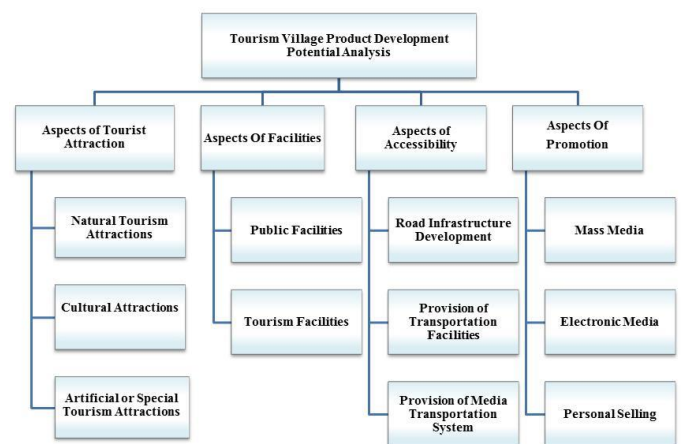 Tourism Village Product Development
Potential Analysis
Aspects of Tourist
Attraction
Aspects Of Facilities
Aspects of
Accessibility
Aspects Of
Promotion
Natural Tourism
Attractions
Public Facilities
Road Infrastructure
Development
Mass Media
Cultural Attractions
Tourism Facilities
Provision of
Transportation
Facilities
Electronic Media
Artificial or Special
Tourism Attractions
Provision of Media
Transportation
System
Personal Selling